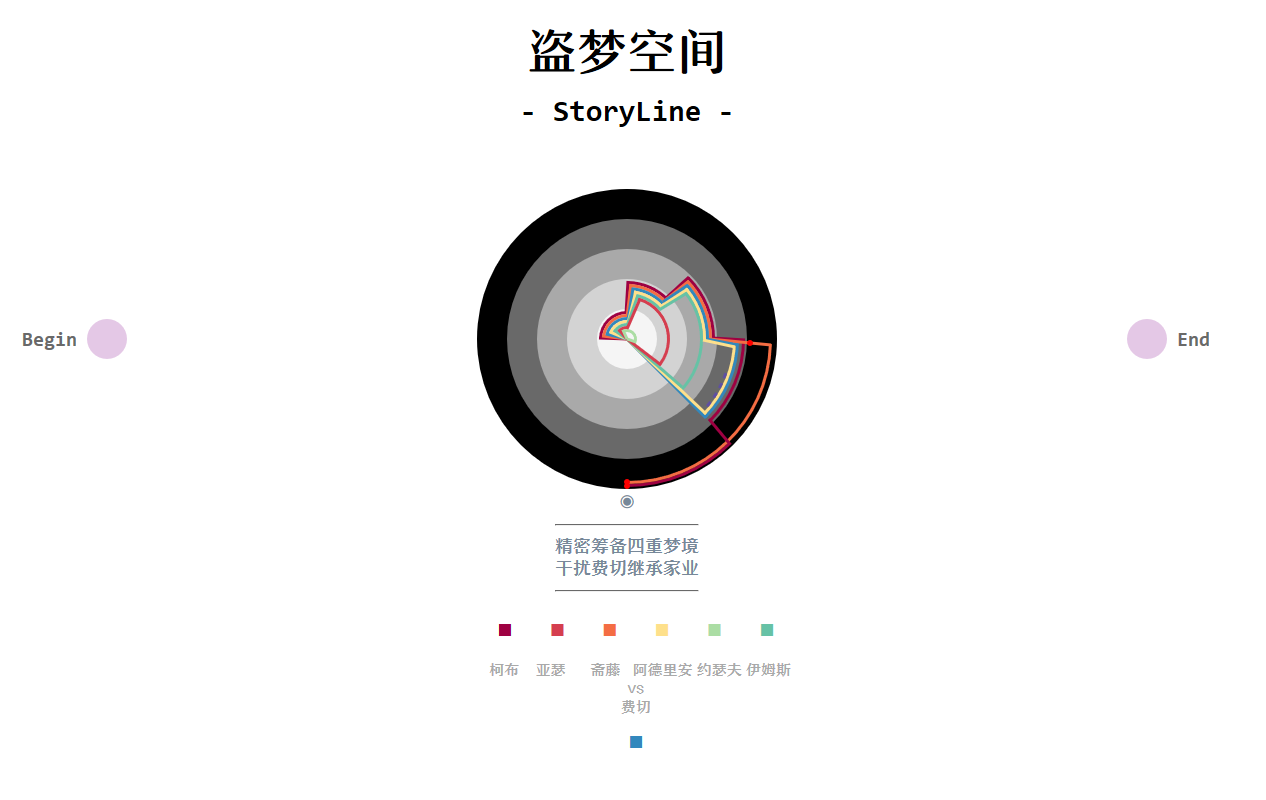 盗梦空间
- StoryLine -
Begin
End
精密筹备四重梦境
干扰费切继承家业
柯布 亚瑟 斋藤 阿德里安 约瑟夫 伊姆斯
VS
费切